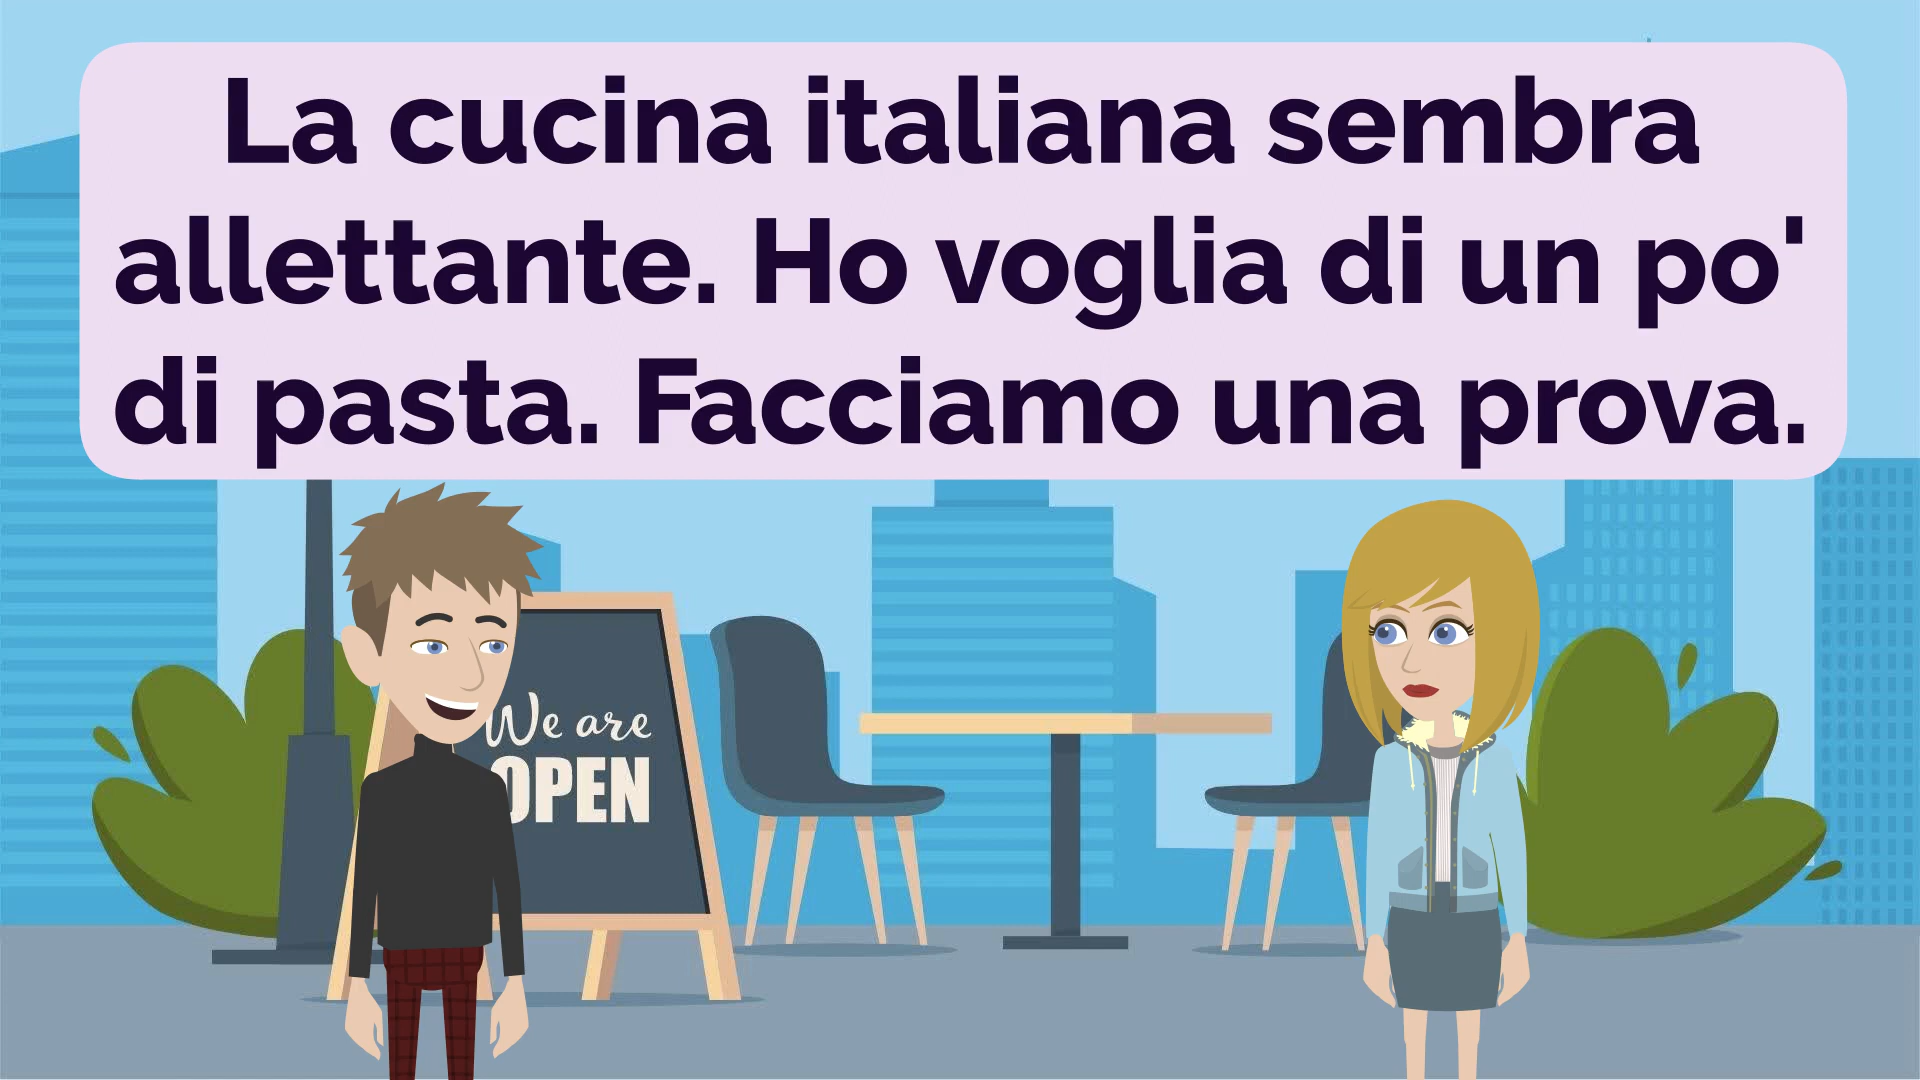 La cucina italiana sembra
allettante. Ho voglia di un po'
di pasta. Facciamo una prova.
We are
OPEN